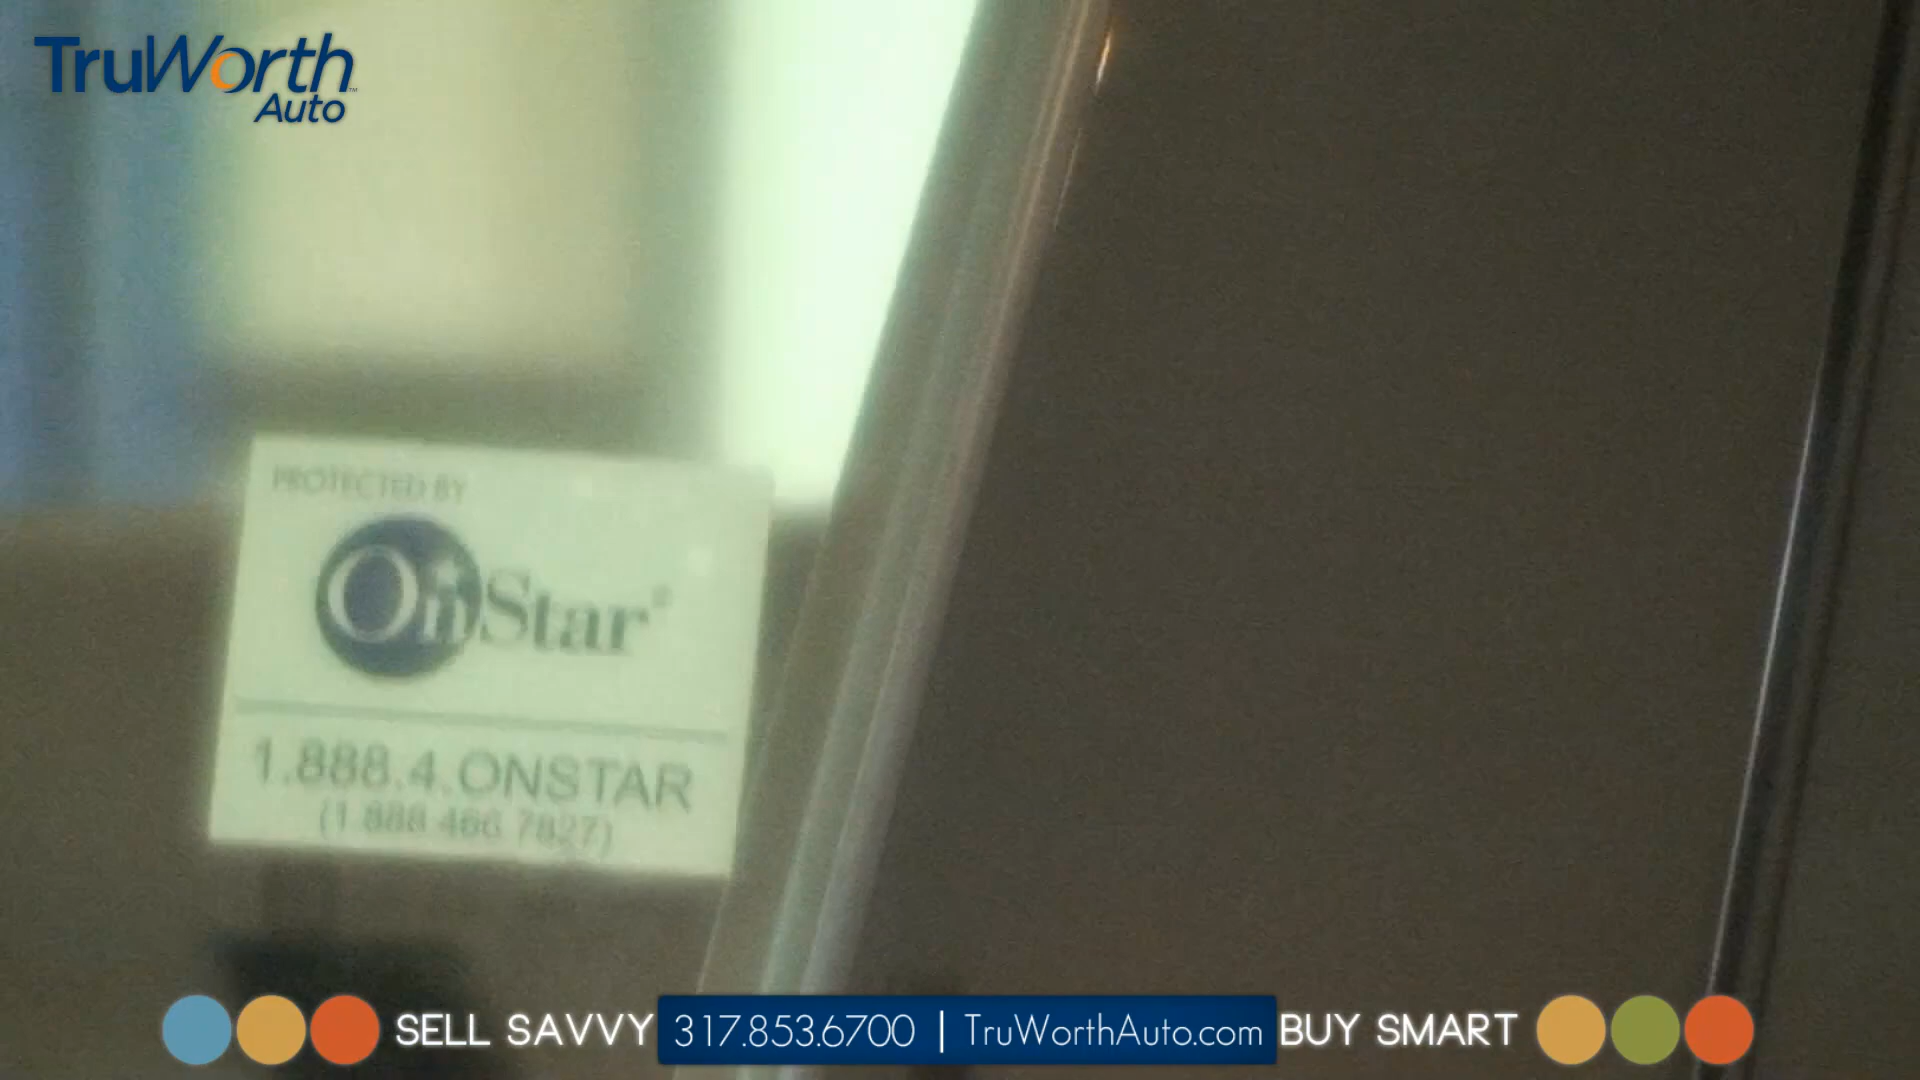 TruWorth™
Auto
PROTECTED BY
OnStar®
1.888.4.ONSTAR
(1 888 466 7827)
SELL SAVVY 317.853.6700 | TruWorthAuto.com BUY SMART